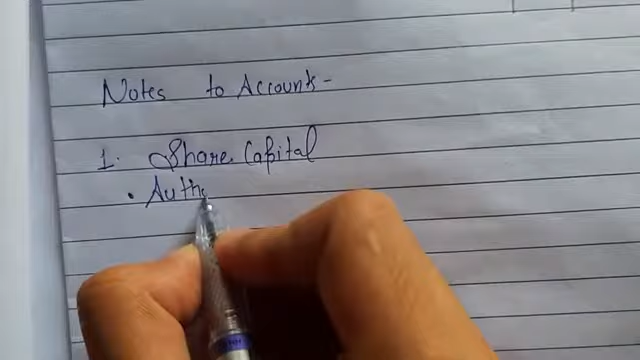 Notes to Accounts -
1. Share Capital
• Auth